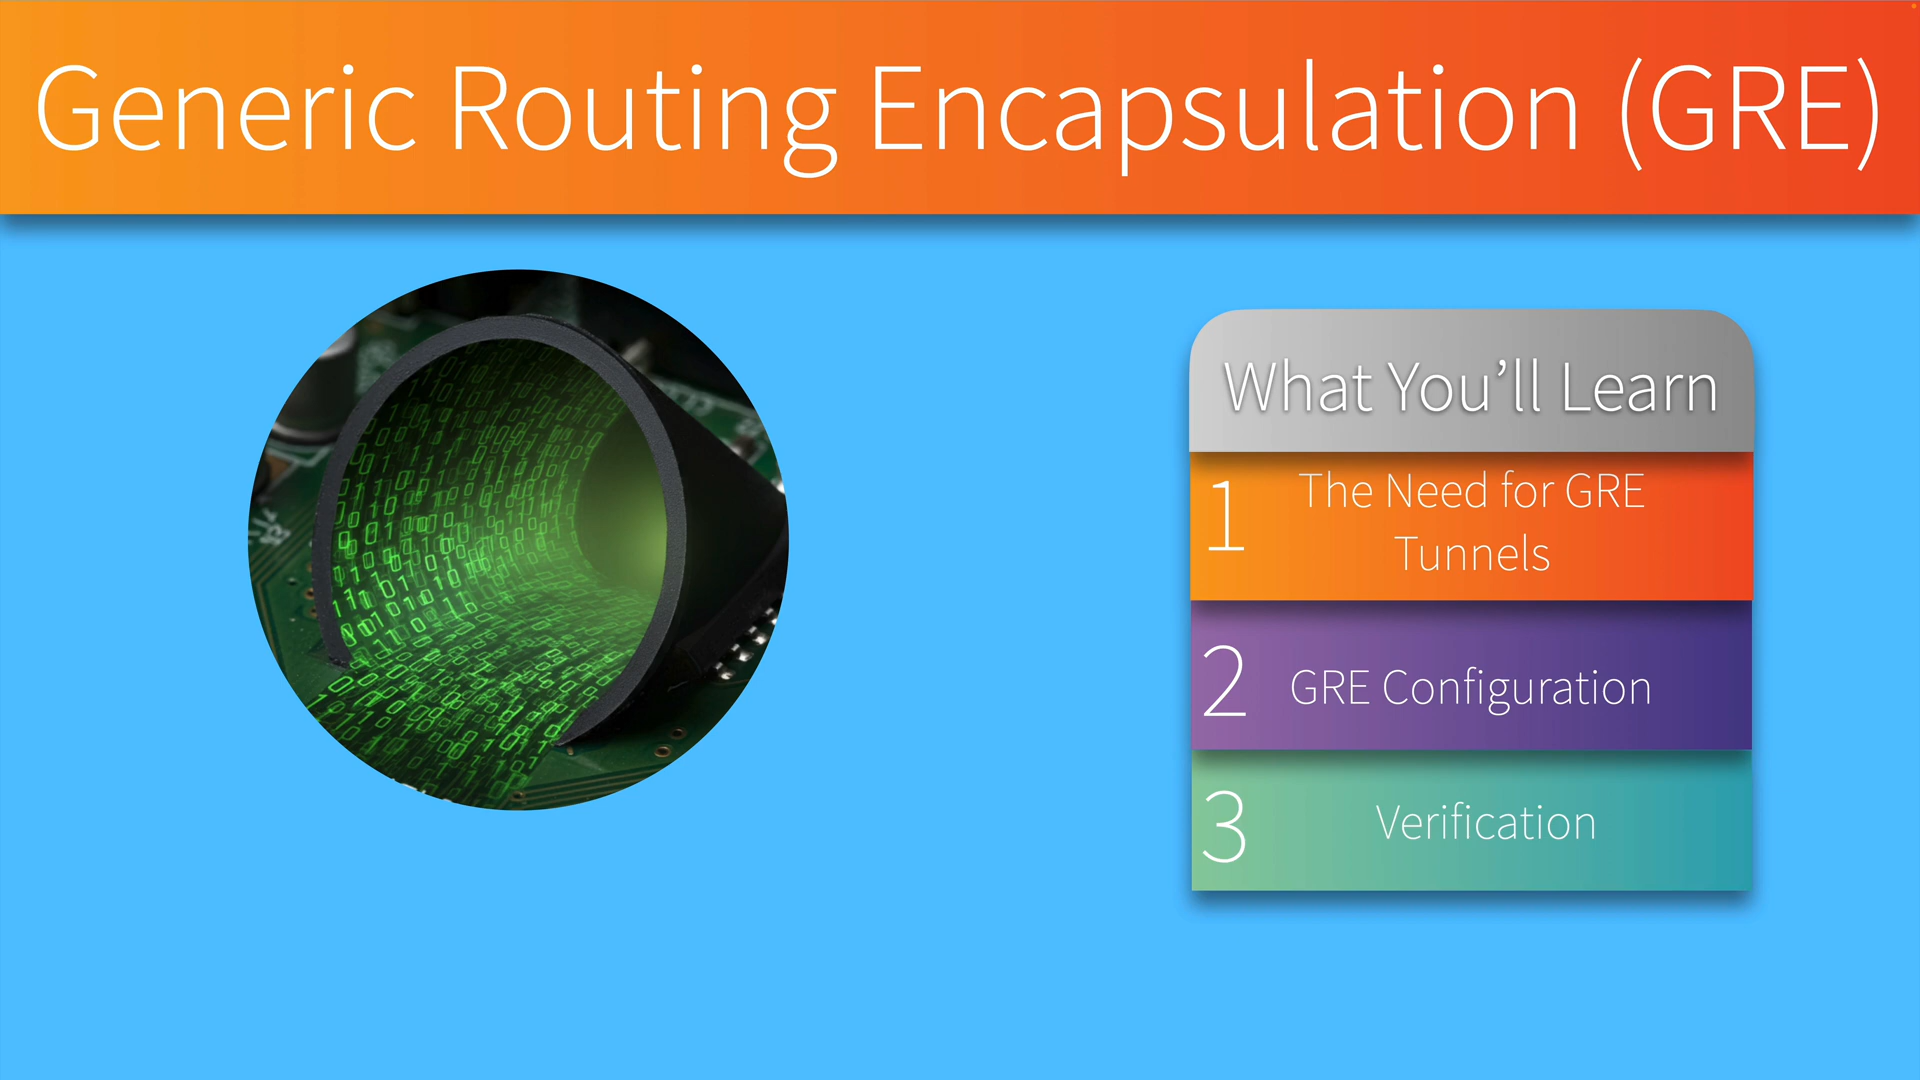 Generic Routing Encapsulation (GRE)
What You’ll Learn
1
The Need for GRE
Tunnels
2
GRE Configuration
3
Verification